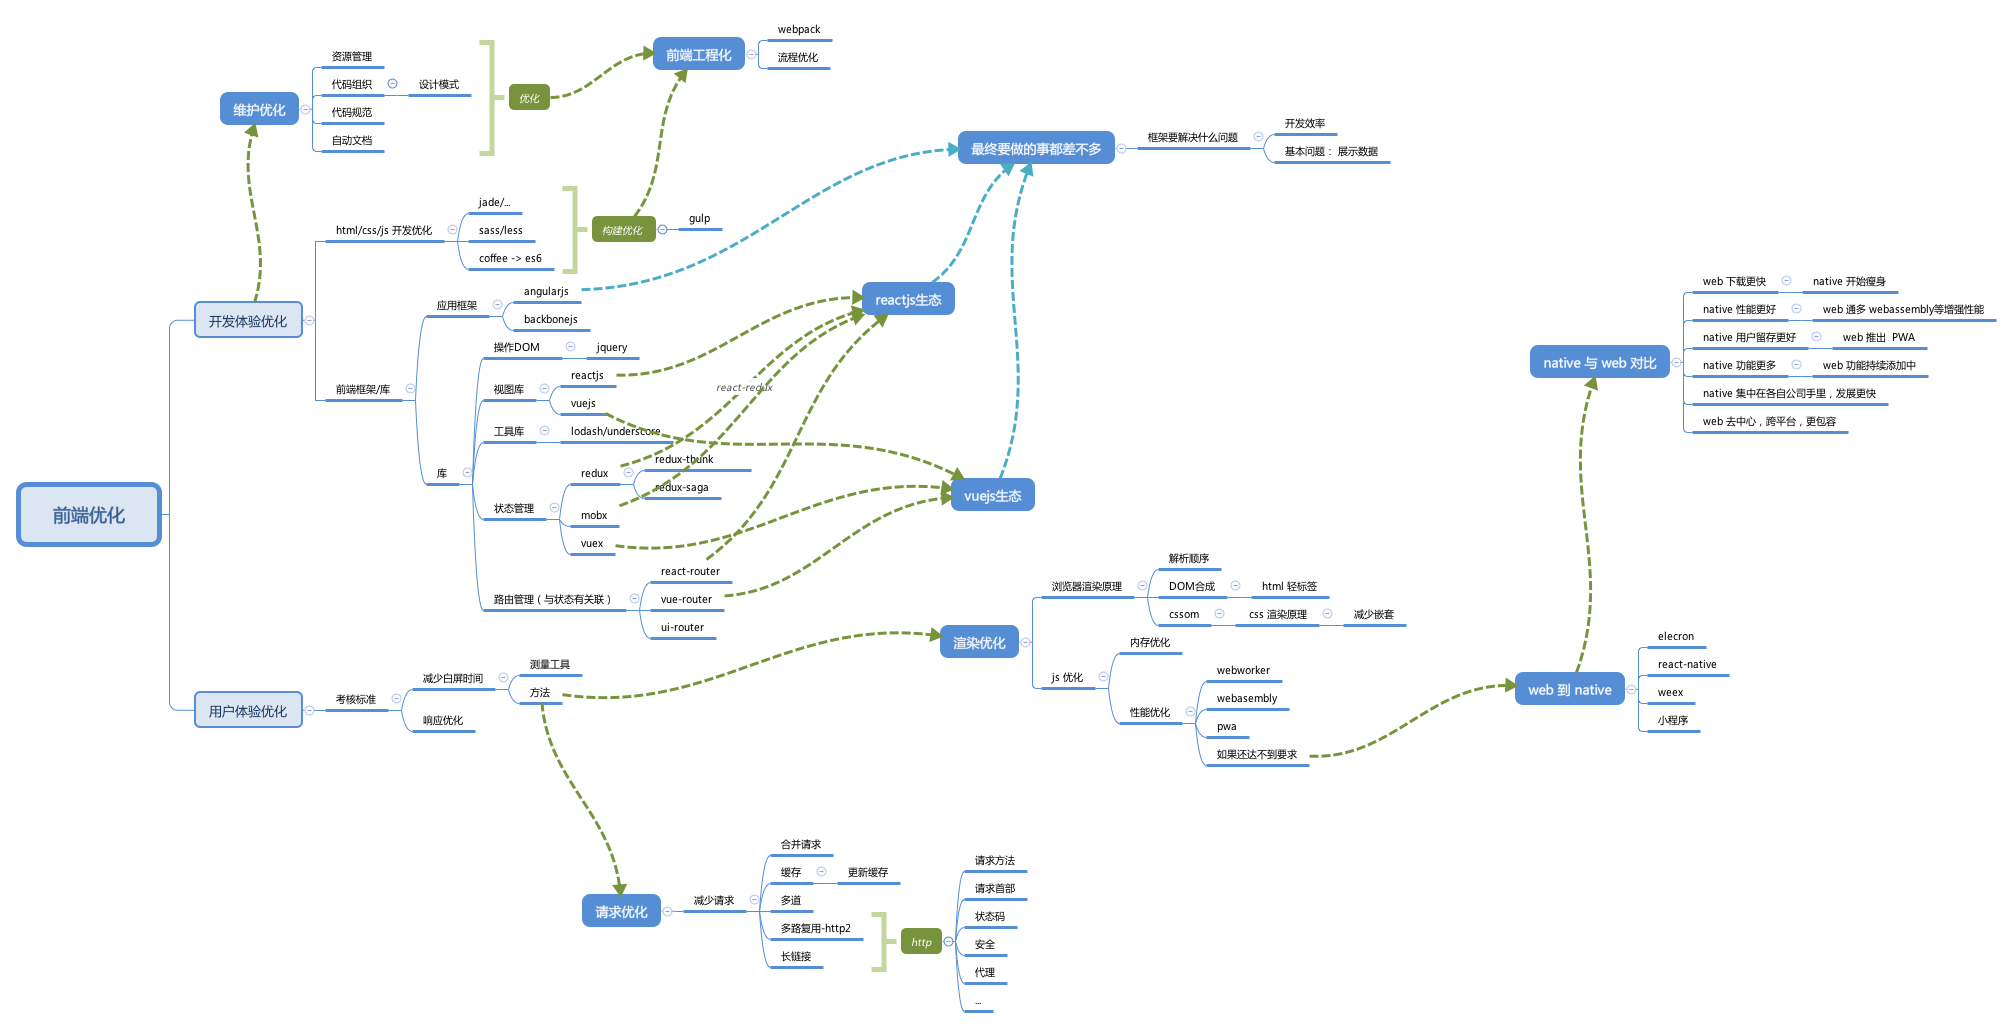 前端优化
开发体验优化
维护优化
资源管理
代码组织
设计模式
代码规范
自动文档
优化
前端工程化
webpack
流程优化
html/css/js 开发优化
jade/...
sass/less
coffee -> es6
构建优化
gulp
前端框架/库
应用框架
angularjs
backbonejs
库
操作DOM
jquery
视图库
reactjs
vuejs
工具库
lodash/underscore
状态管理
redux
redux-thunk
redux-saga
mobx
vuex
路由管理（与状态有关联）
react-router
vue-router
ui-router
react-redux
reactjs生态
vuejs生态
最终要做的事都差不多
框架要解决什么问题
开发效率
基本问题： 展示数据
用户体验优化
考核标准
减少白屏时间
测量工具
方法
响应优化
渲染优化
浏览器渲染原理
解析顺序
DOM合成
html 轻标签
cssom
css 渲染原理
减少嵌套
js 优化
内存优化
性能优化
webworker
webasembly
pwa
如果还达不到要求
web 到 native
elecron
react-native
weex
小程序
native 与 web 对比
web 下载更快
native 开始瘦身
native 性能更好
web 通多 webassembly等增强性能
native 用户留存更好
web 推出  PWA
native 功能更多
web 功能持续添加中
native 集中在各自公司手里，发展更快
web 去中心，跨平台，更包容
请求优化
减少请求
合并请求
缓存
更新缓存
多道
多路复用-http2
长链接
http
请求方法
请求首部
状态码
安全
代理
...